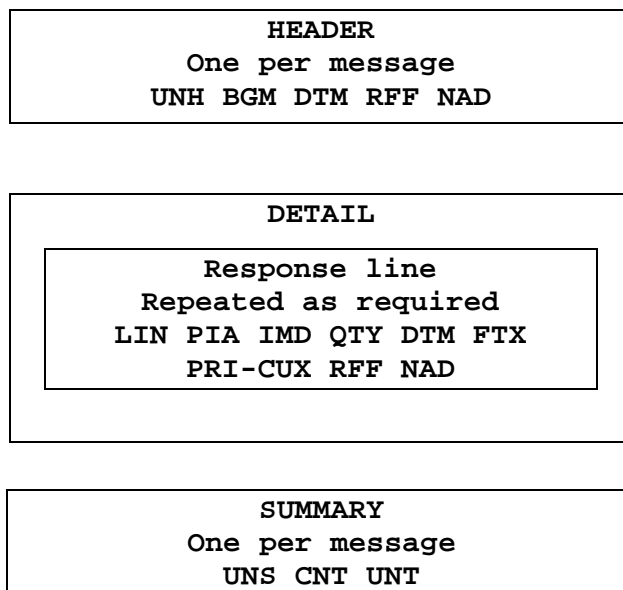 HEADER
One per message
UNH BGM DTM RFF NAD
DETAIL
Response line
Repeated as required
LIN PIA IMD QTY DTM FTX
PRI-CUX RFF NAD
SUMMARY
One per message
UNS CNT UNT